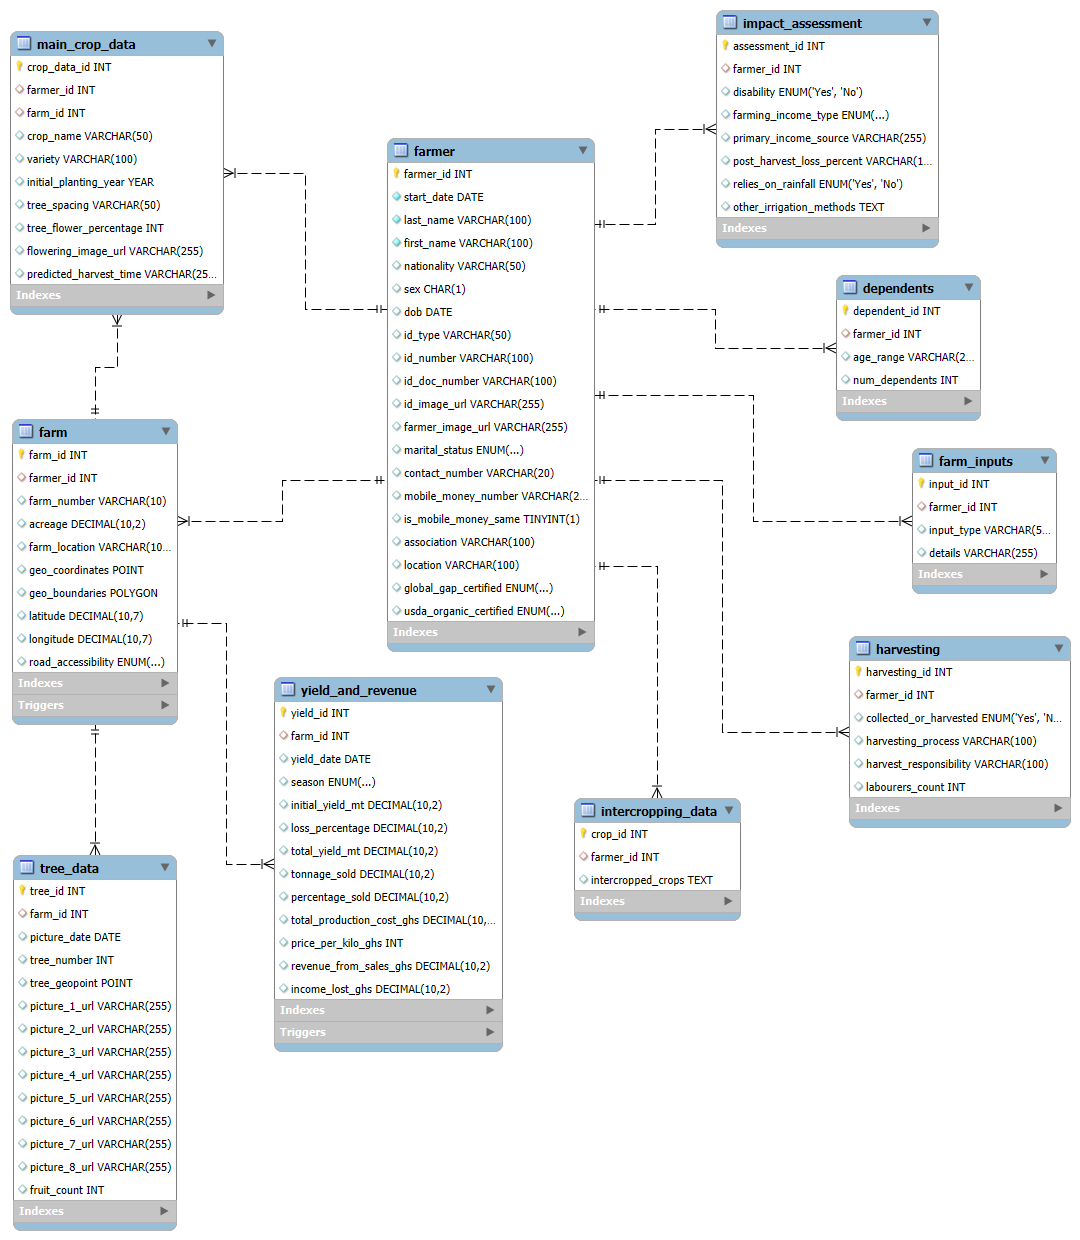 main_crop_data
crop_data_id INT
farmer_id INT
farm_id INT
crop_name VARCHAR(50)
variety VARCHAR(100)
initial_planting_year YEAR
tree_spacing VARCHAR(50)
tree_flower_percentage INT
flowering_image_url VARCHAR(255)
predicted_harvest_time VARCHAR(25...
Indexes
farm
farm_id INT
farmer_id INT
farm_number VARCHAR(10)
acreage DECIMAL(10,2)
farm_location VARCHAR(10...
geo_coordinates POINT
geo_boundaries POLYGON
latitude DECIMAL(10,7)
longitude DECIMAL(10,7)
road_accessibility ENUM(...)
Indexes
Triggers
tree_data
tree_id INT
farm_id INT
picture_date DATE
tree_number INT
tree_geopoint POINT
picture_1_url VARCHAR(255)
picture_2_url VARCHAR(255)
picture_3_url VARCHAR(255)
picture_4_url VARCHAR(255)
picture_5_url VARCHAR(255)
picture_6_url VARCHAR(255)
picture_7_url VARCHAR(255)
picture_8_url VARCHAR(255)
fruit_count INT
Indexes
farmer
farmer_id INT
start_date DATE
last_name VARCHAR(100)
first_name VARCHAR(100)
nationality VARCHAR(50)
sex CHAR(1)
dob DATE
id_type VARCHAR(50)
id_number VARCHAR(100)
id_doc_number VARCHAR(100)
id_image_url VARCHAR(255)
farmer_image_url VARCHAR(255)
marital_status ENUM(...)
contact_number VARCHAR(20)
mobile_money_number VARCHAR(2...
is_mobile_money_same TINYINT(1)
association VARCHAR(100)
location VARCHAR(100)
global_gap_certified ENUM(...)
usda_organic_certified ENUM(...)
Indexes
yield_and_revenue
yield_id INT
farm_id INT
yield_date DATE
season ENUM(...)
initial_yield_mt DECIMAL(10,2)
loss_percentage DECIMAL(10,2)
total_yield_mt DECIMAL(10,2)
tonnage_sold DECIMAL(10,2)
percentage_sold DECIMAL(10,2)
total_production_cost_ghs DECIMAL(10,...
price_per_kilo_ghs INT
revenue_from_sales_ghs DECIMAL(10,2)
income_lost_ghs DECIMAL(10,2)
Indexes
Triggers
impact_assessment
assessment_id INT
farmer_id INT
disability ENUM('Yes', 'No')
farming_income_type ENUM(...)
primary_income_source VARCHAR(255)
post_harvest_loss_percent VARCHAR(1...
relies_on_rainfall ENUM('Yes', 'No')
other_irrigation_methods TEXT
Indexes
dependents
dependent_id INT
farmer_id INT
age_range VARCHAR(2...
num_dependents INT
Indexes
farm_inputs
input_id INT
farmer_id INT
input_type VARCHAR(5...
details VARCHAR(255)
Indexes
harvesting
harvesting_id INT
farmer_id INT
collected_or_harvested ENUM('Yes', 'N...
harvesting_process VARCHAR(100)
harvest_responsibility VARCHAR(100)
labourers_count INT
Indexes
intercropping_data
crop_id INT
farmer_id INT
intercropped_crops TEXT
Indexes